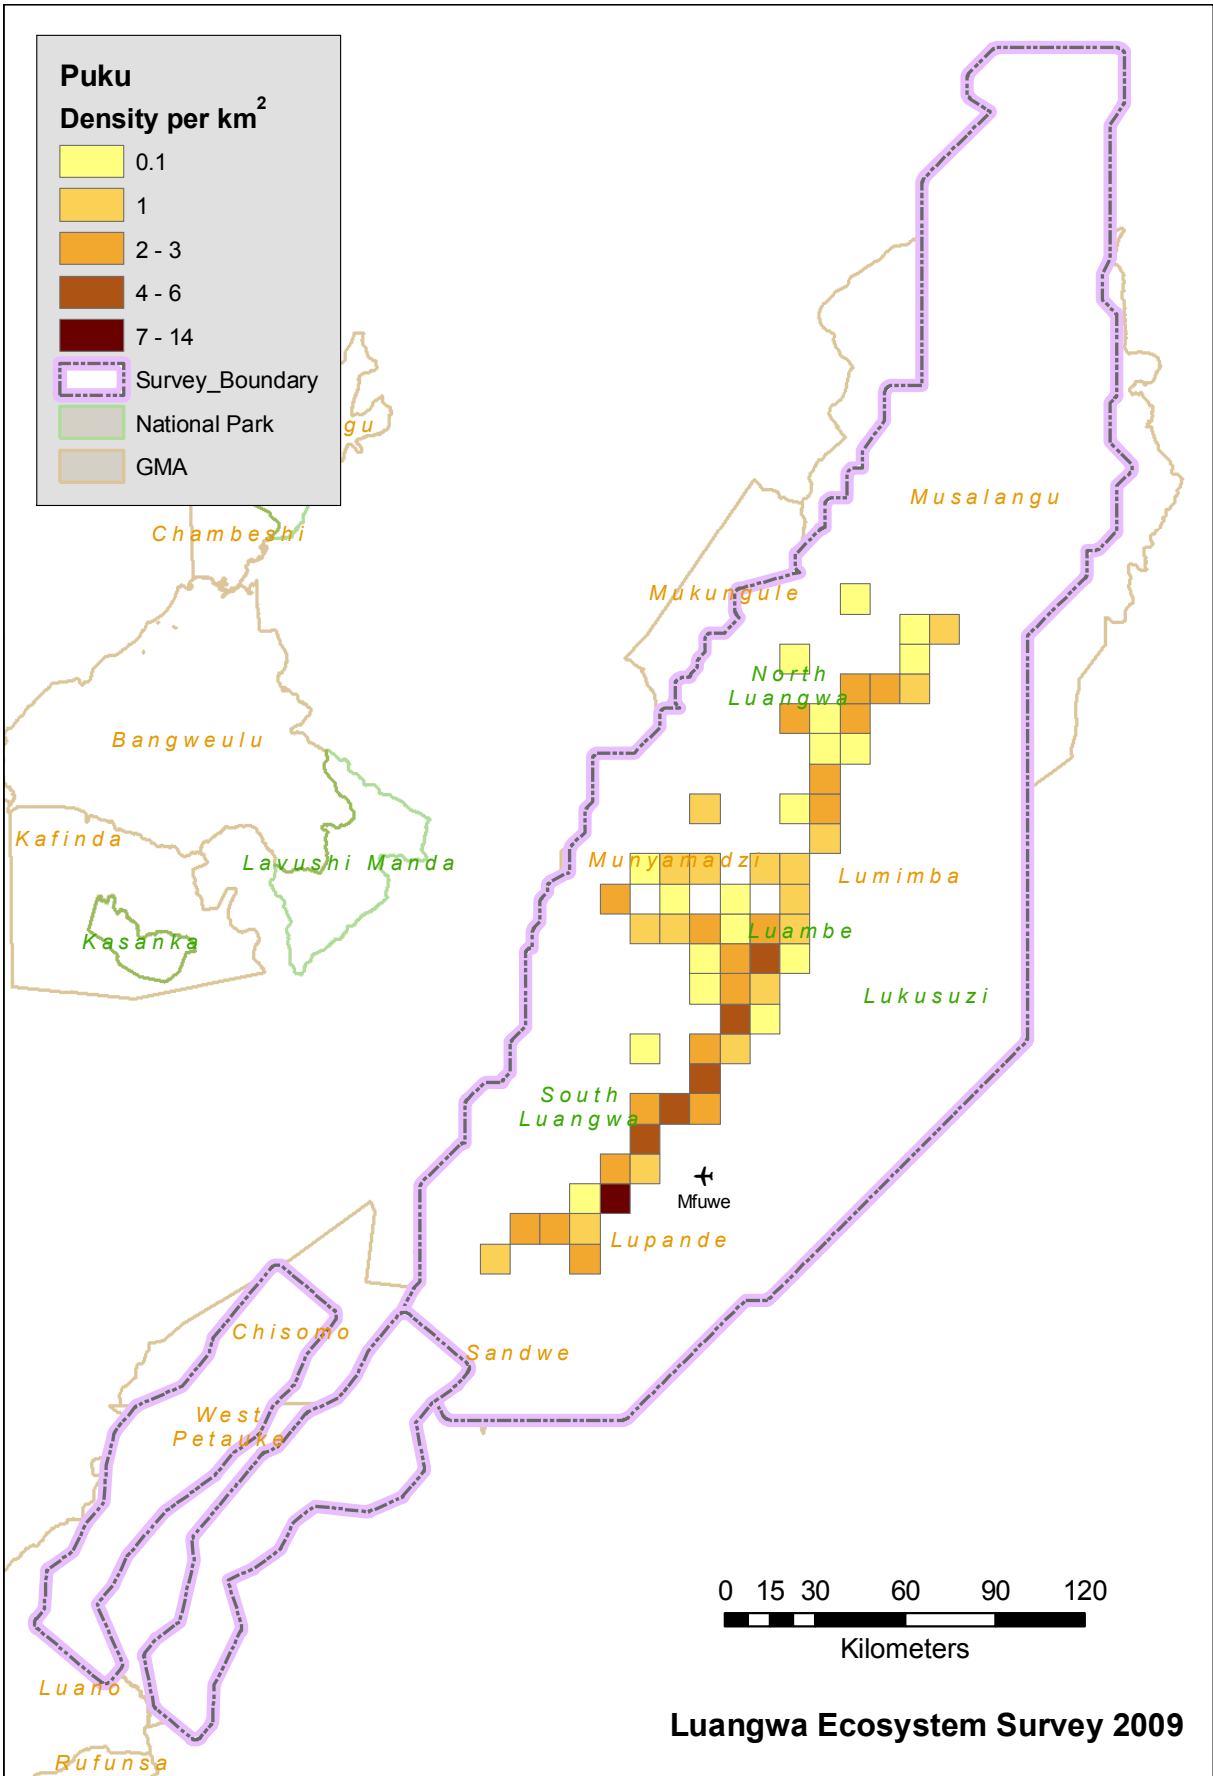 Puku
Density per km2
0.1
1
2 - 3
4 - 6
7 - 14
Survey_Boundary
National Park
GMA
gu
Chambeshi
Musalangu
Mukungule
North
Luangwa
Bangweulu
Kafinda
Lavushi Manda
Munyamadzi
Lumimba
Kasanka
Luambe
Lukusuzi
South
Luangwa
Mfuwe
Lupande
Chisomo
Sandwe
West
Petauke
0 15 30 60 90 120
Kilometers
Luano
Luangwa Ecosystem Survey 2009
Rufunsa